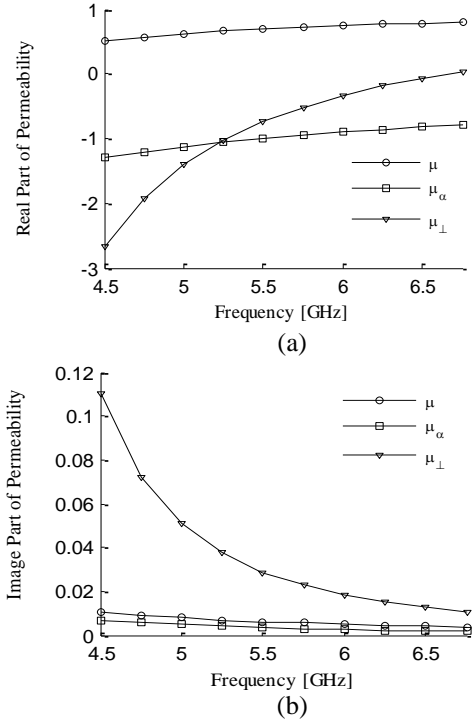 1
0
-1
-2
-3
Real Part of Permeability
μ
μα
μ⊥
4.5 5 5.5 6 6.5
Frequency [GHz]
(a)
0.12
0.1
0.08
0.06
0.04
0.02
0
Image Part of Permeability
μ
μα
μ⊥
4.5 5 5.5 6 6.5
Frequency [GHz]
(b)